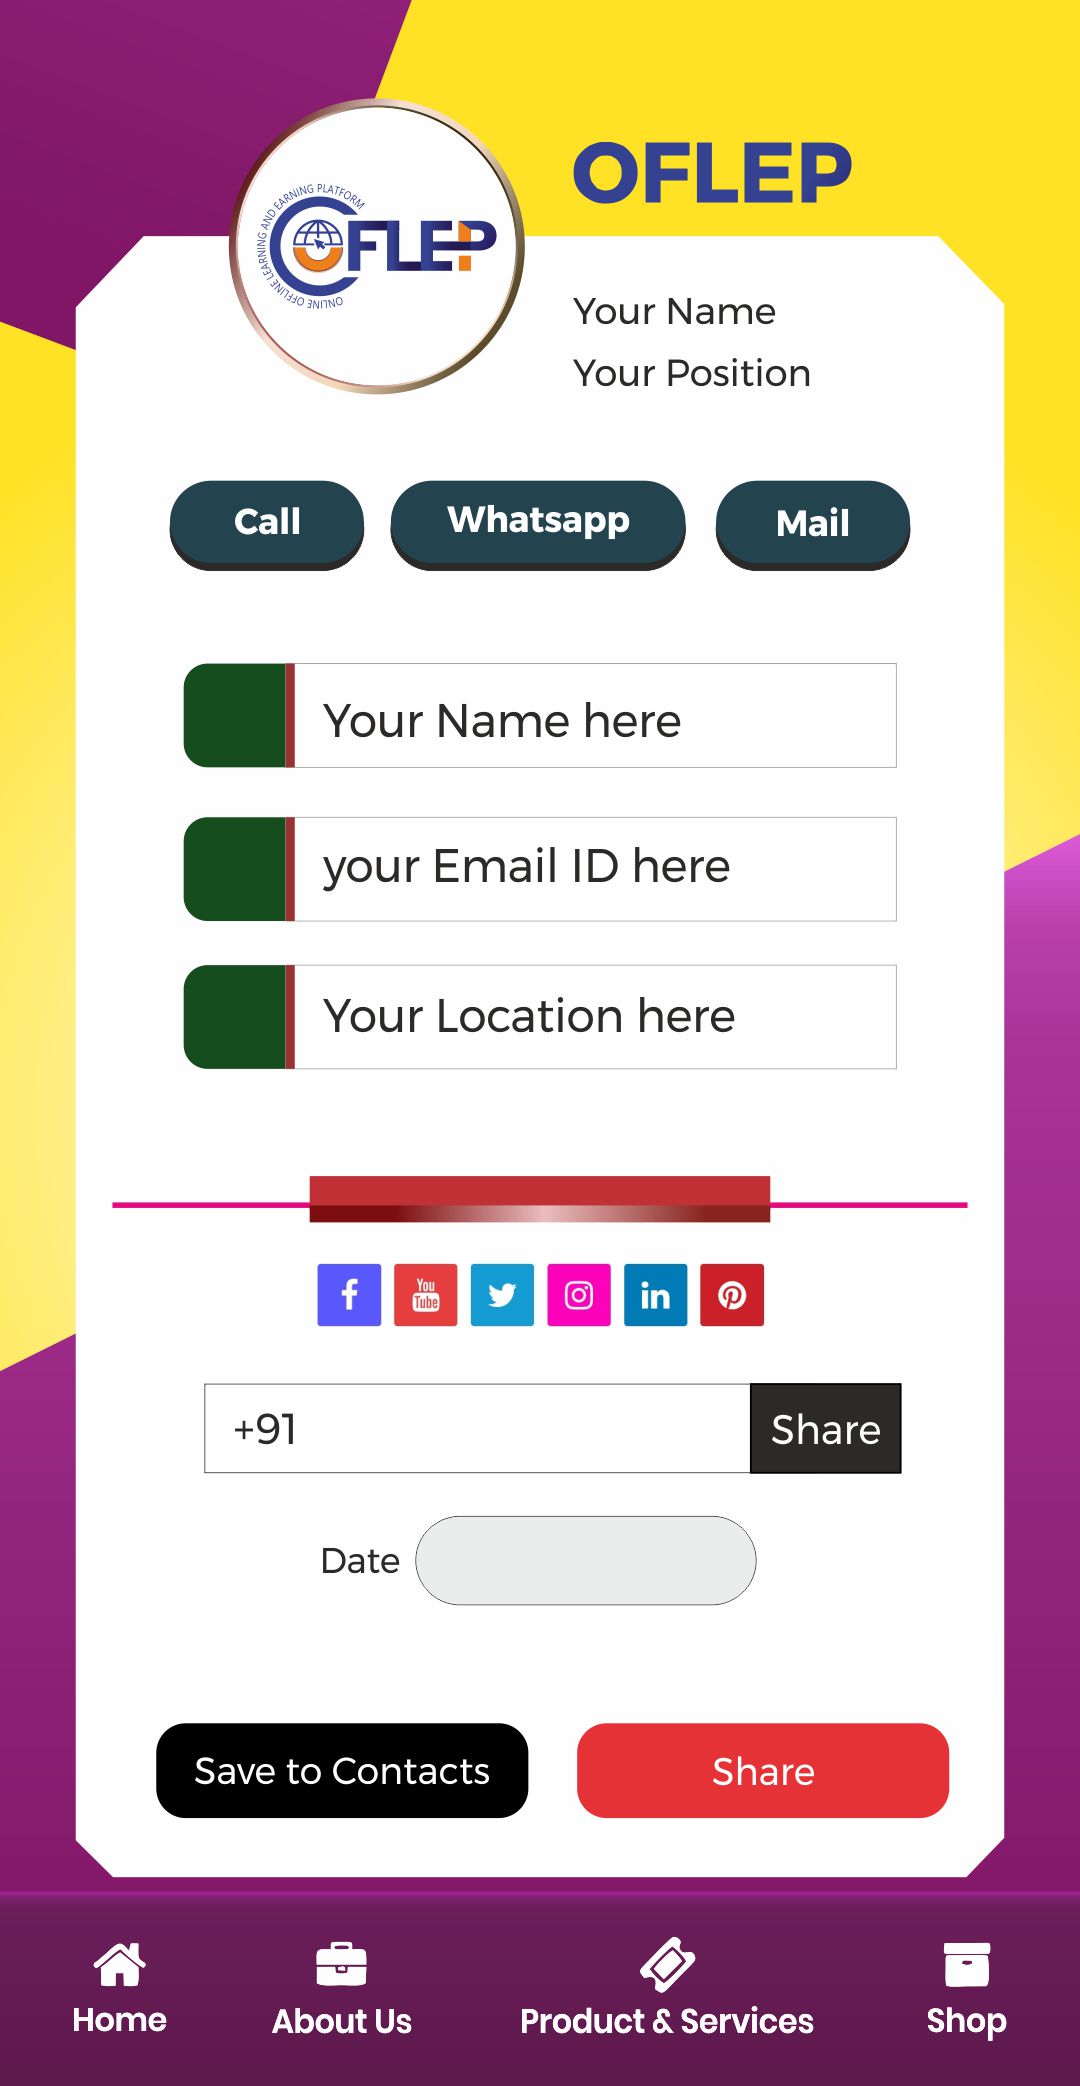 OFLEP
ONLINE OFFLINE LEARNING AND EARNING PLATFORM
OFLEP
Your Name
Your Position
Call
Whatsapp
Mail
Your Name here
your Email ID here
Your Location here
f
You
Tube
in
+91
Share
Date
Save to Contacts
Share
Home
About Us
Product & Services
Shop